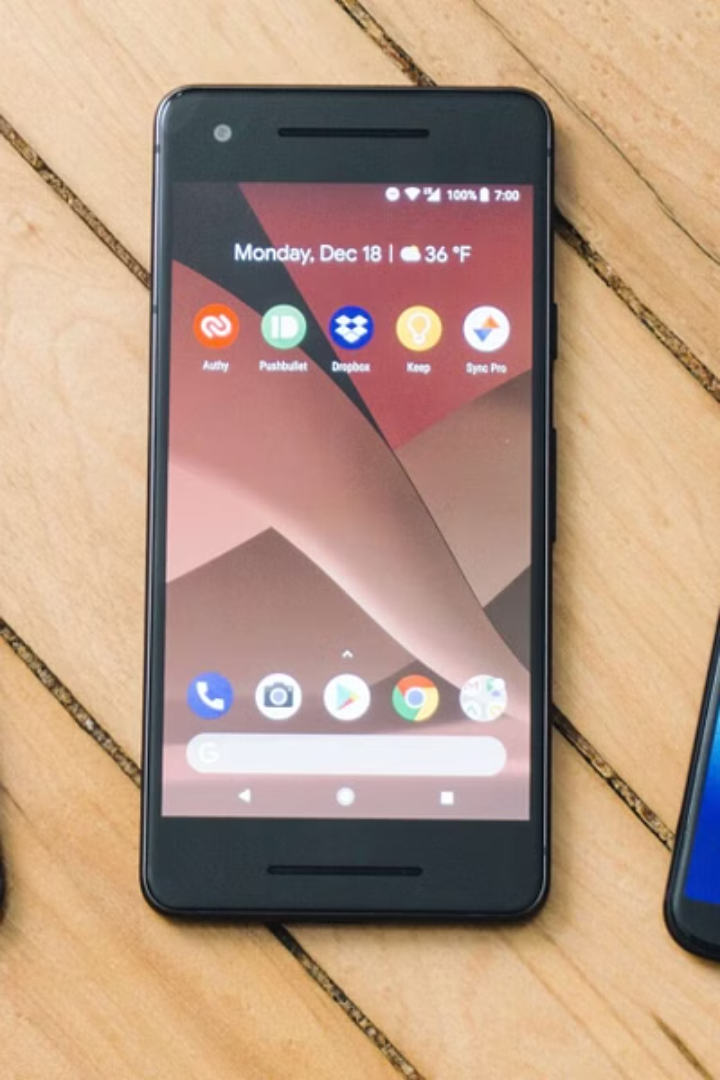 100% 7:00
Monday, Dec 18 | 36 °F
Authy Pushbullet Dropbox Keep Sync Pro
G